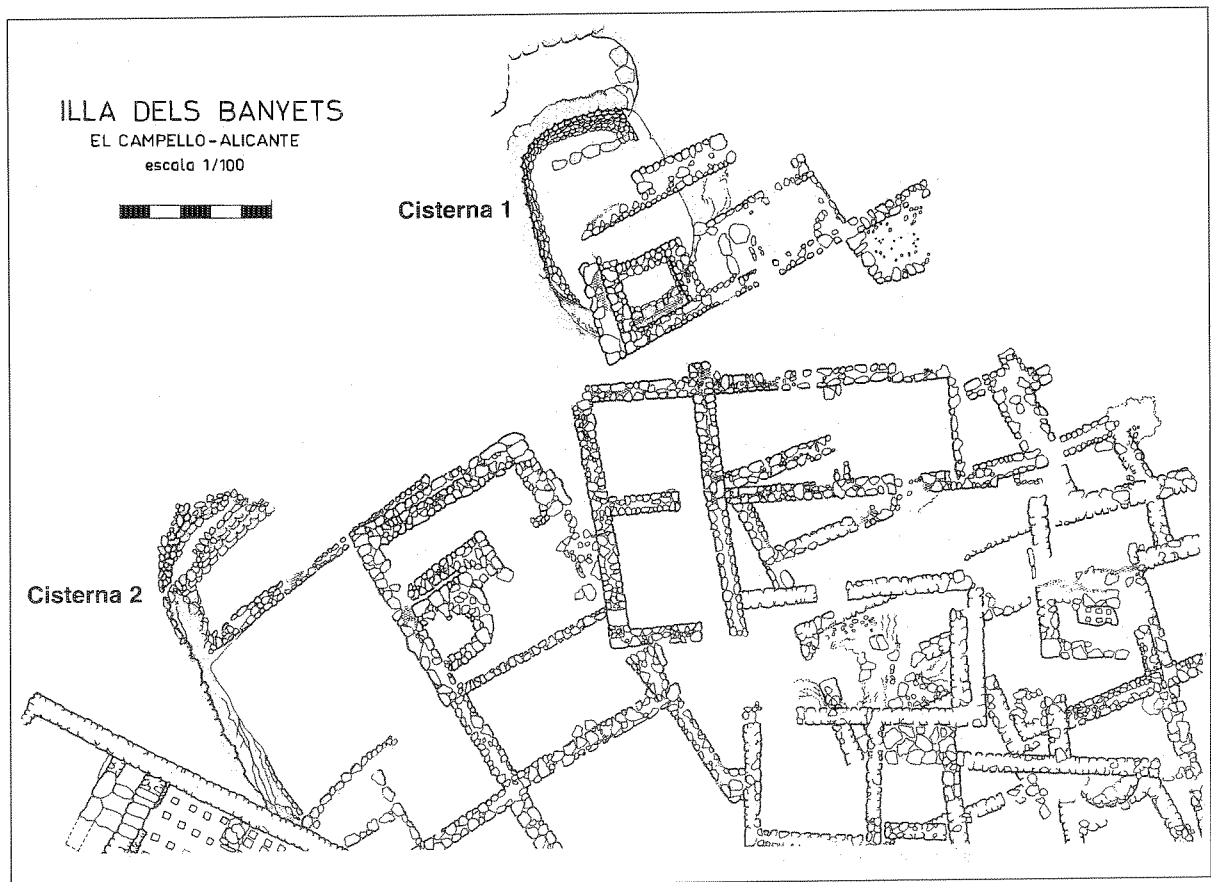 ILLA DELS BANYETS
EL CAMPELLO-ALICANTE
escala 1/100
Cisterna 1
Cisterna 2